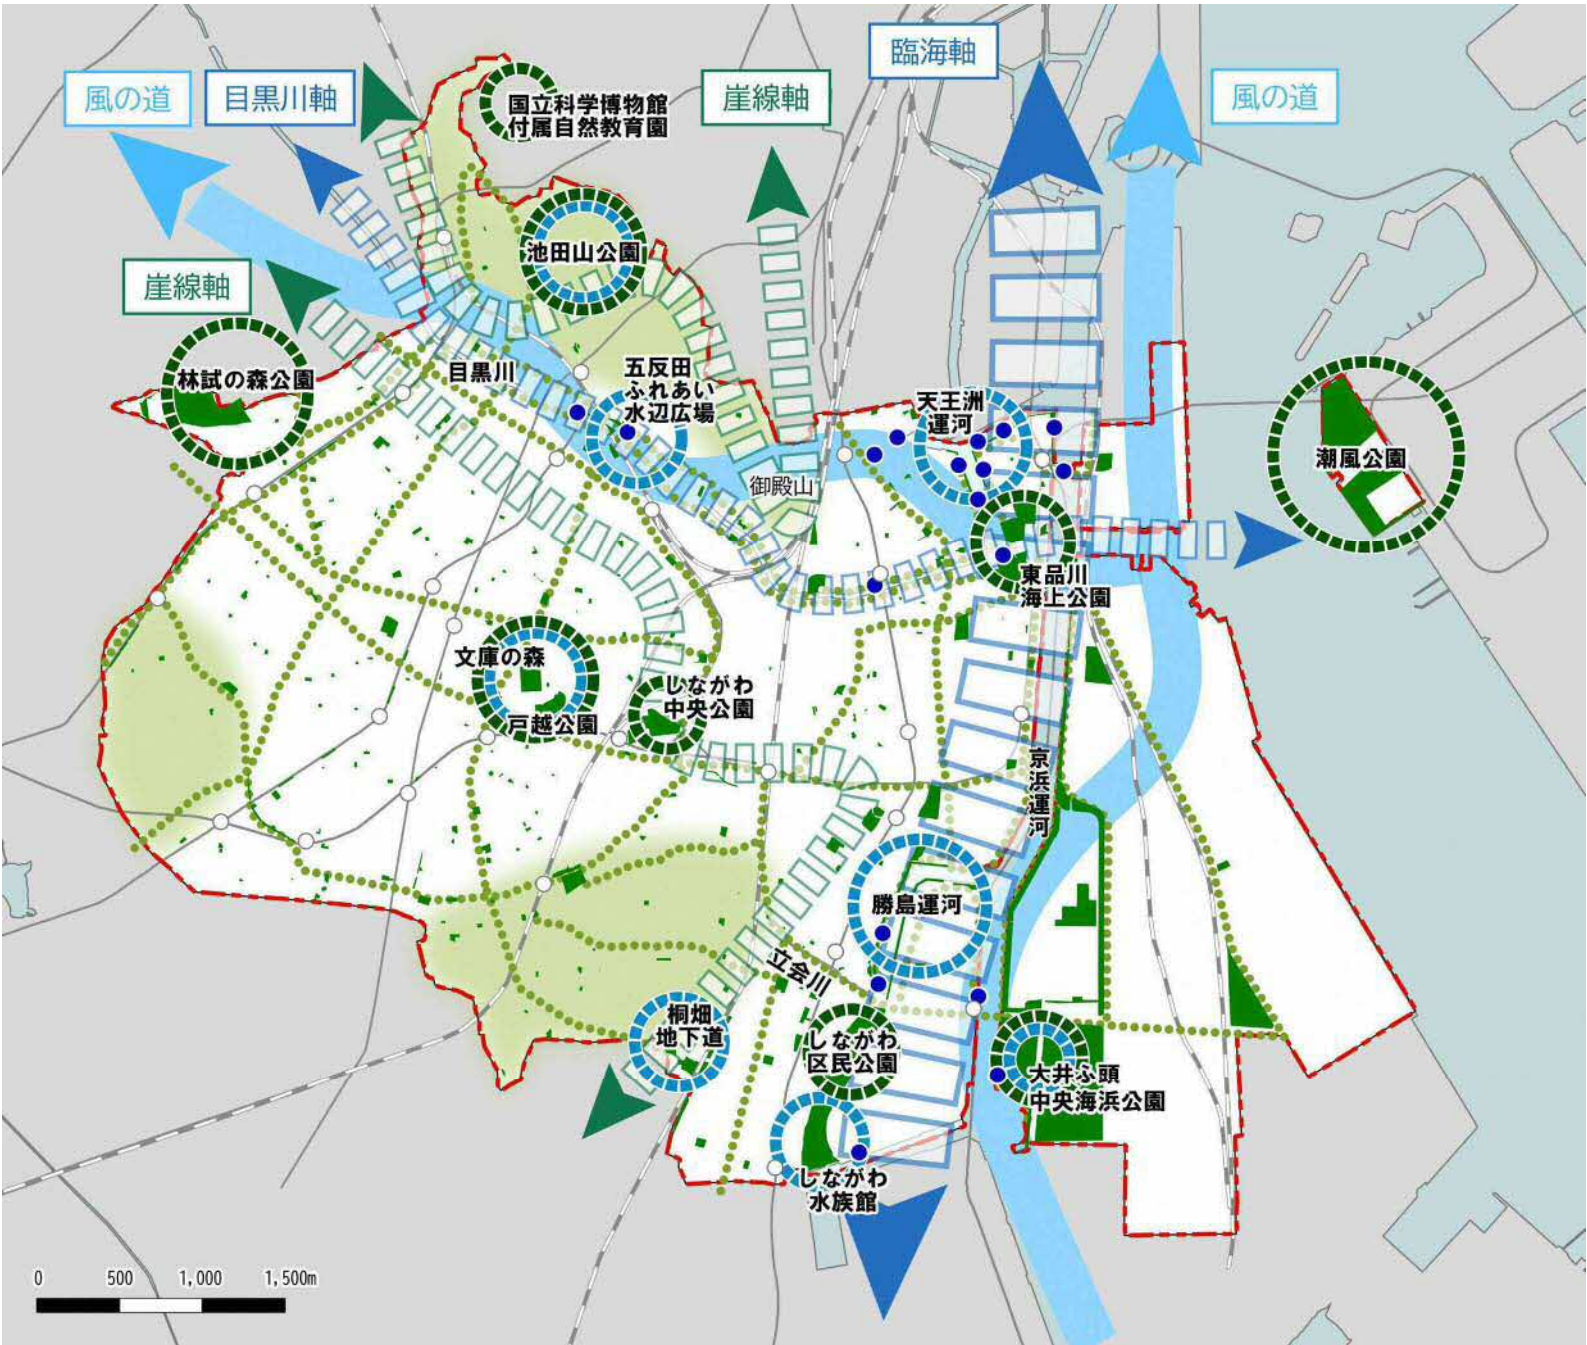 臨海軸
風の道
目黒川軸
崖線軸
風の道
国立科学博物館
付属自然教育園
池田山公園
崖線軸
林試の森公園
目黒川
五反田
ふれあい
水辺広場
天王洲
運河
潮風公園
御殿山
東品川
海上公園
文庫の森
戸越公園
しながわ
中央公園
京浜運河
勝島運河
立会川
桐畑
地下道
しながわ
区民公園
大井ふ頭
中央海浜公園
しながわ
水族館
0 500 1,000 1,500m